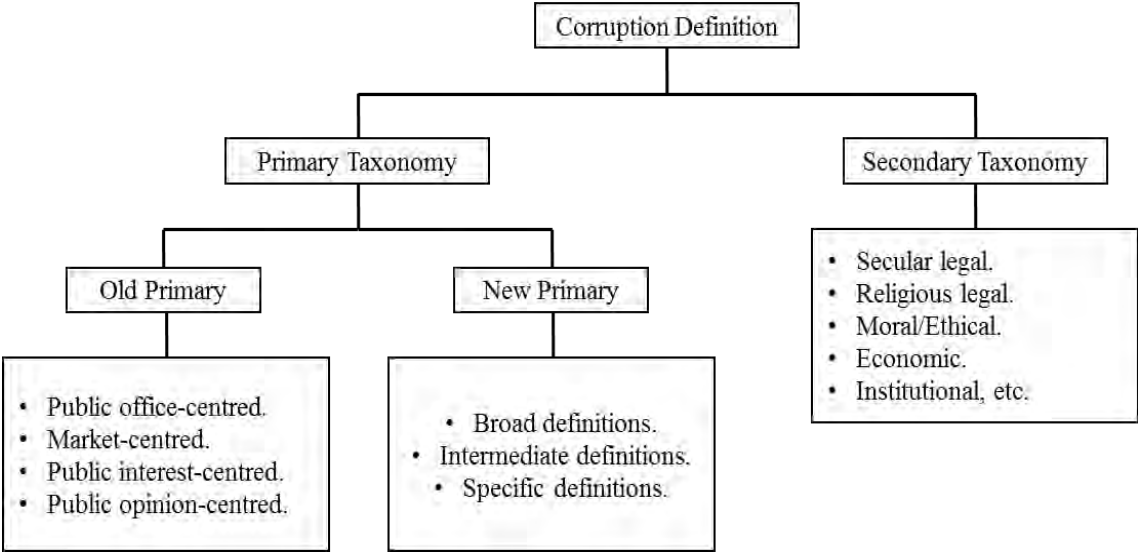 Corruption Definition
Primary Taxonomy
Secondary Taxonomy
Old Primary
New Primary
• Public office-centred.
• Market-centred.
• Public interest-centred.
• Public opinion-centred.
• Broad definitions.
• Intermediate definitions.
• Specific definitions.
• Secular legal.
• Religious legal.
• Moral/Ethical.
• Economic.
• Institutional, etc.